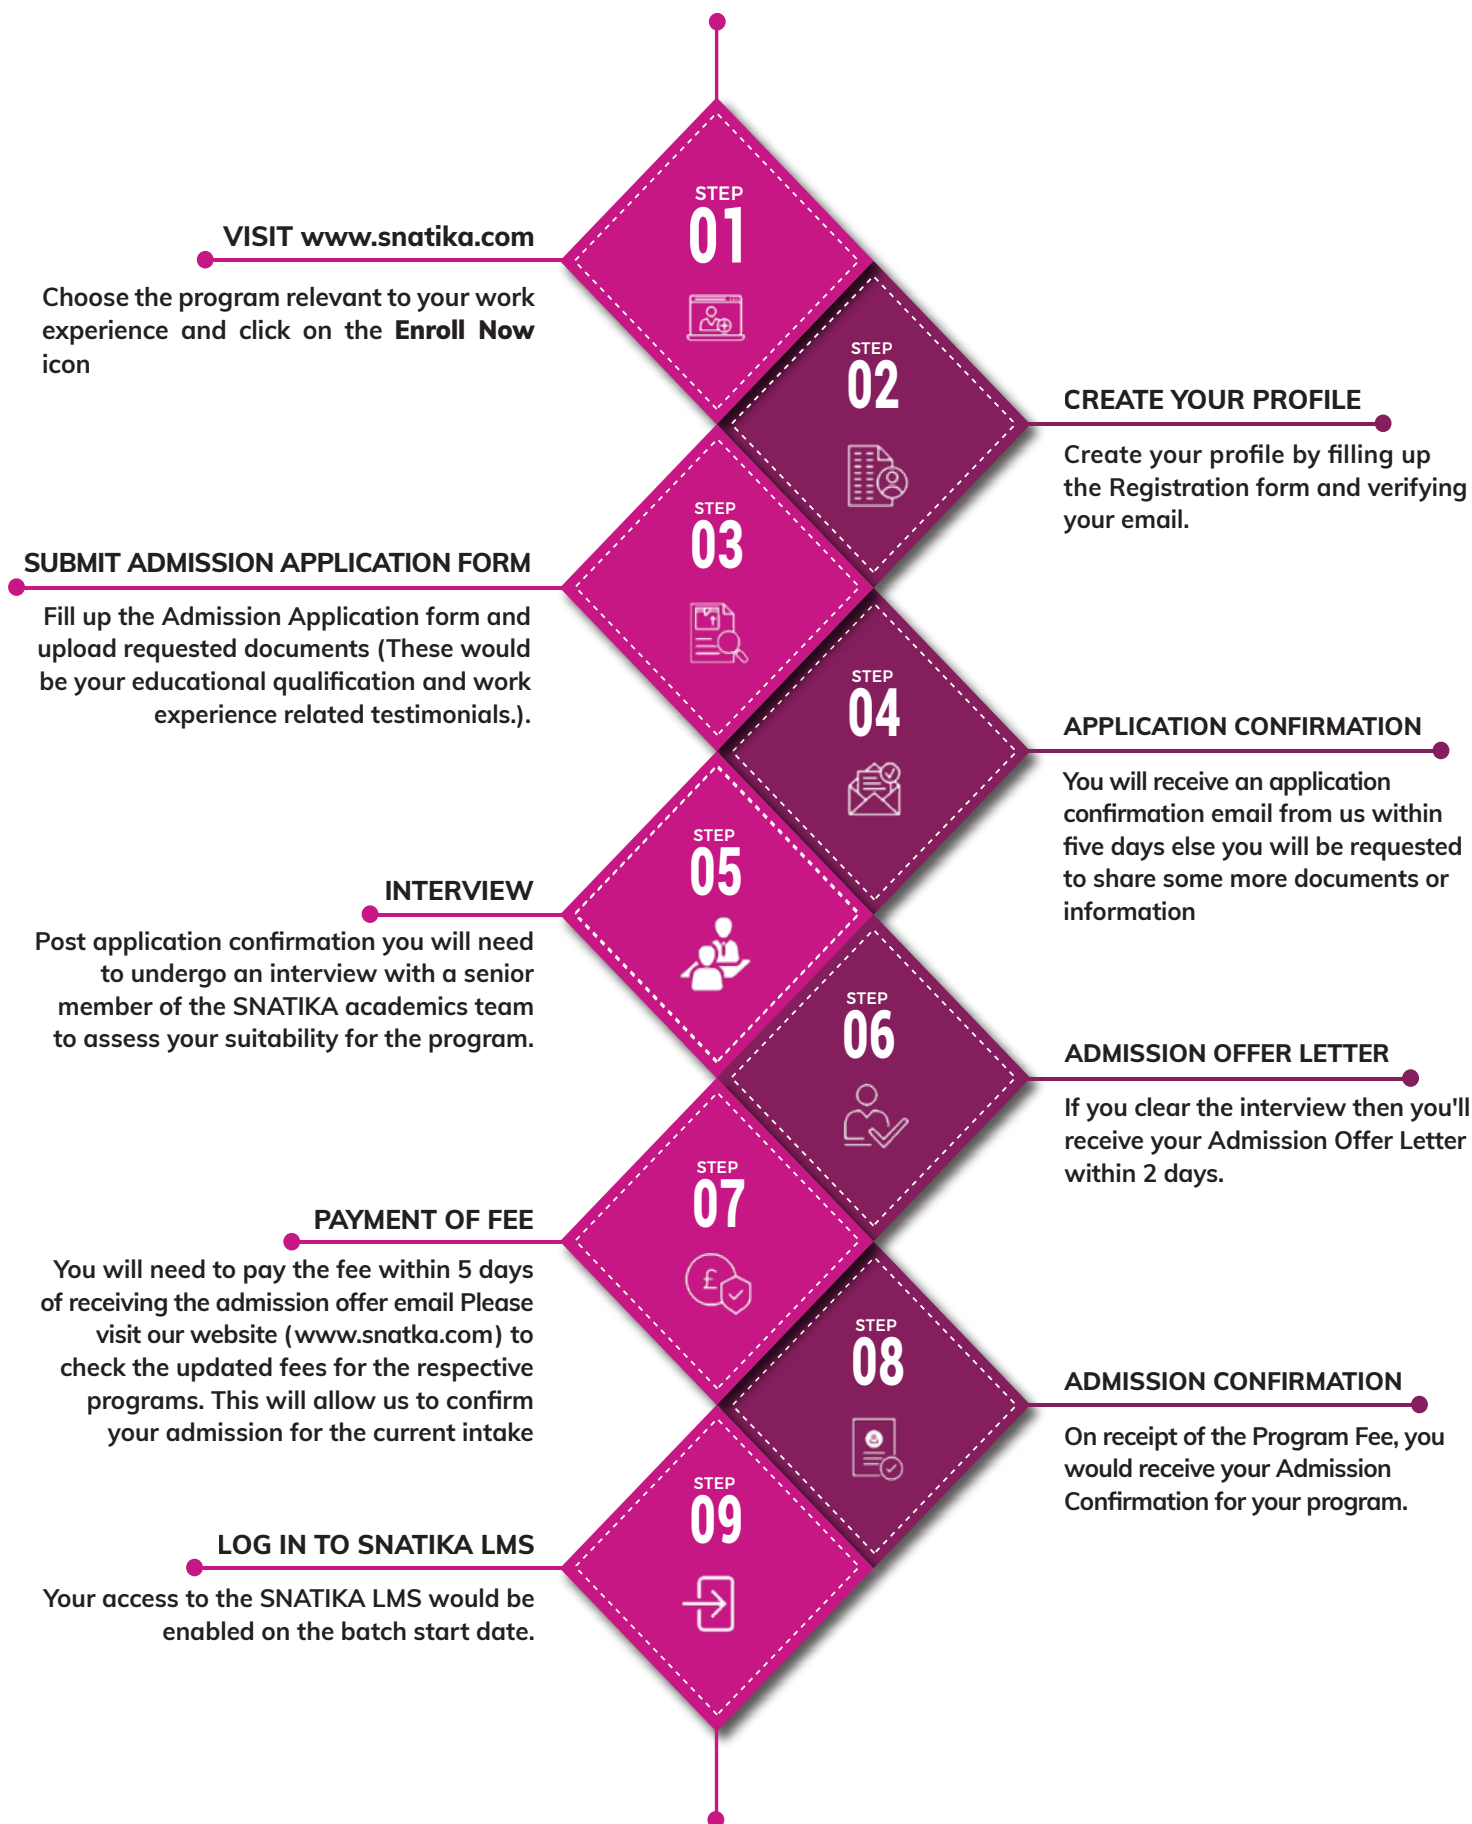 STEP
01
VISIT www.snatika.com
Choose the program relevant to your work
experience and click on the Enroll Now
icon
STEP
02
CREATE YOUR PROFILE
Create your profile by filling up
the Registration form and verifying
your email.
STEP
03
SUBMIT ADMISSION APPLICATION FORM
Fill up the Admission Application form and
upload requested documents (These would
be your educational qualification and work
experience related testimonials.).
STEP
04
APPLICATION CONFIRMATION
You will receive an application
confirmation email from us within
five days else you will be requested
to share some more documents or
information
STEP
05
INTERVIEW
Post application confirmation you will need
to undergo an interview with a senior
member of the SNATIKA academics team
to assess your suitability for the program.
STEP
06
ADMISSION OFFER LETTER
If you clear the interview then you'll
receive your Admission Offer Letter
within 2 days.
STEP
07
£
PAYMENT OF FEE
You will need to pay the fee within 5 days
of receiving the admission offer email Please
visit our website (www.snatka.com) to
check the updated fees for the respective
programs. This will allow us to confirm
your admission for the current intake
STEP
08
ADMISSION CONFIRMATION
On receipt of the Program Fee, you
would receive your Admission
Confirmation for your program.
STEP
09
LOG IN TO SNATIKA LMS
Your access to the SNATIKA LMS would be
enabled on the batch start date.